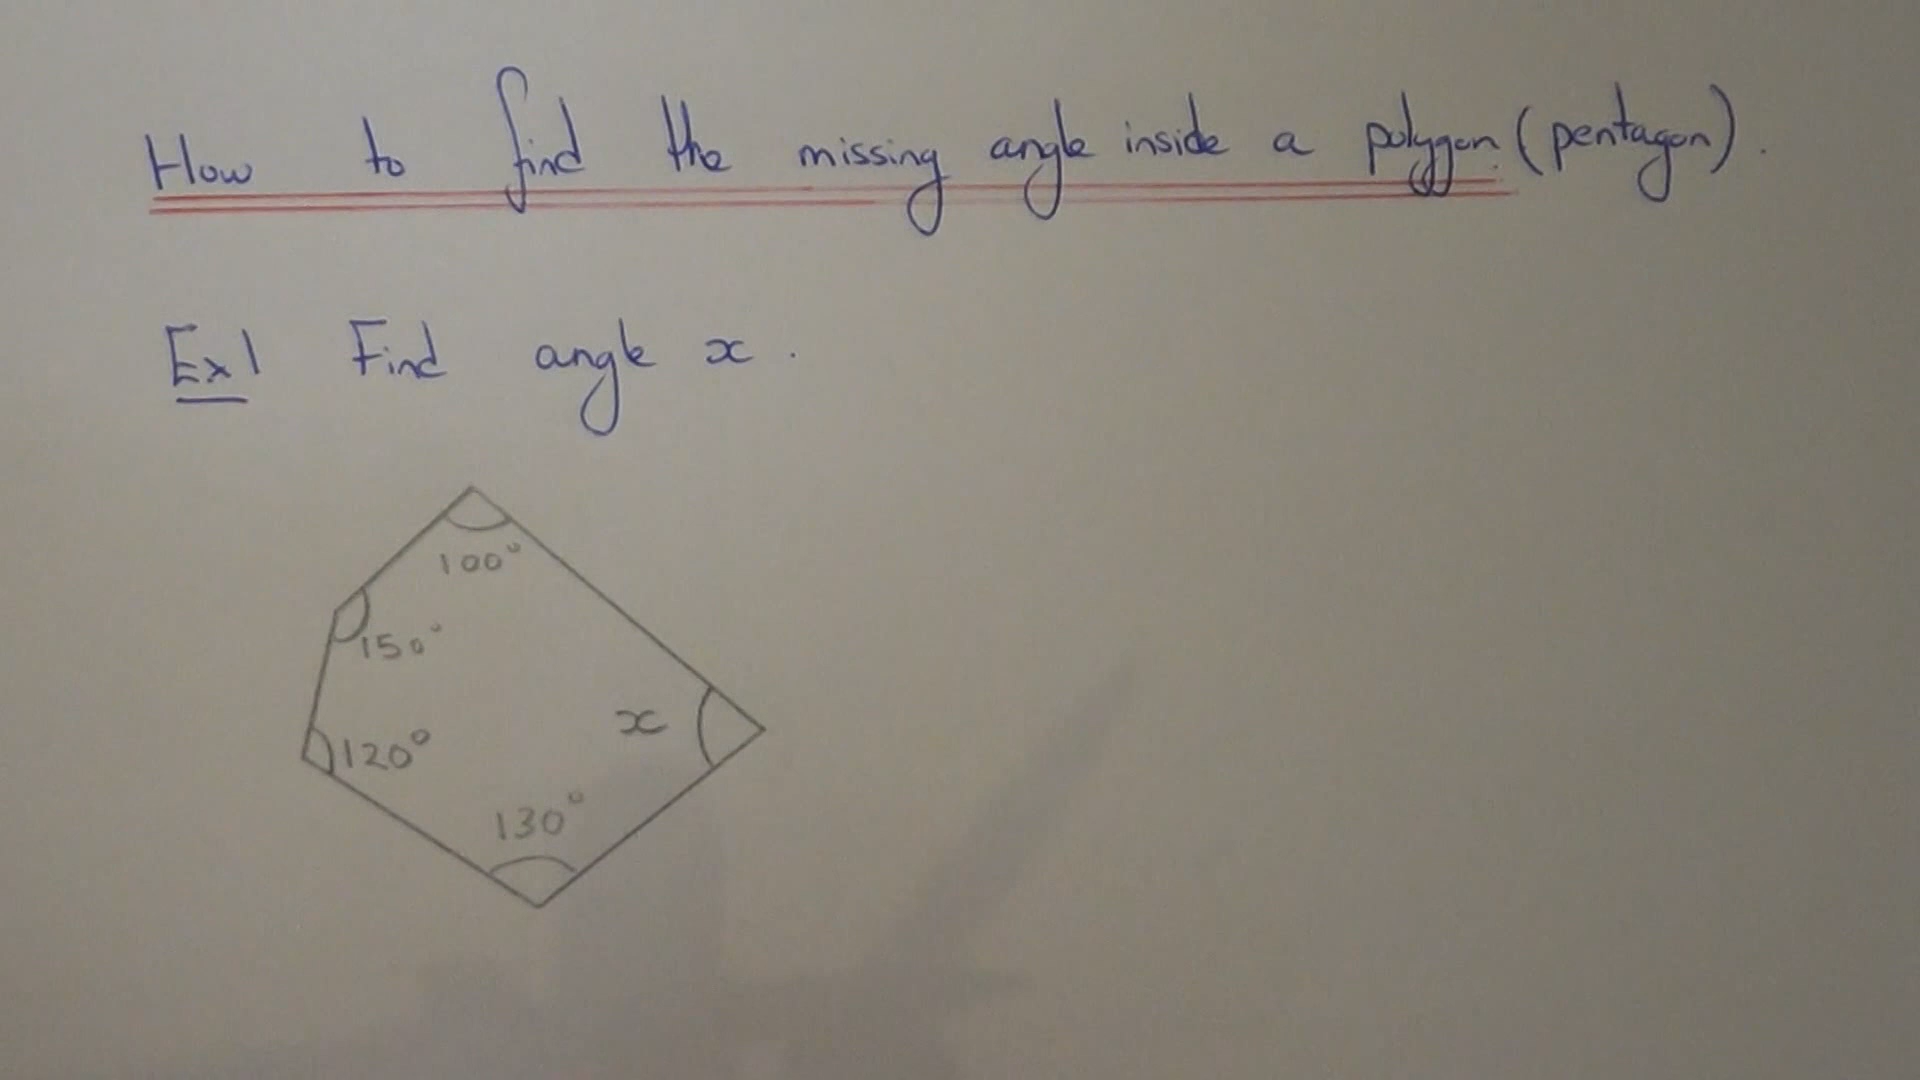 How to find the missing angle inside a polygon (pentagon).
Ex1 Find angle x.
100°
150°
x
120°
130°